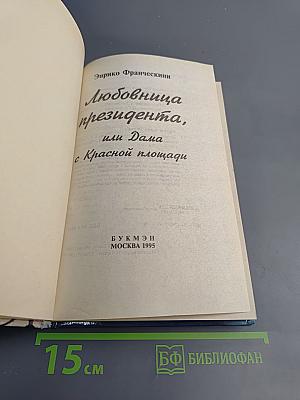 Энрико Франческини
Любовница
президента,
или Дама
с Красной площади
БУКМЭН
МОСКВА 1995
15 см
БФ БИБЛИОФАН